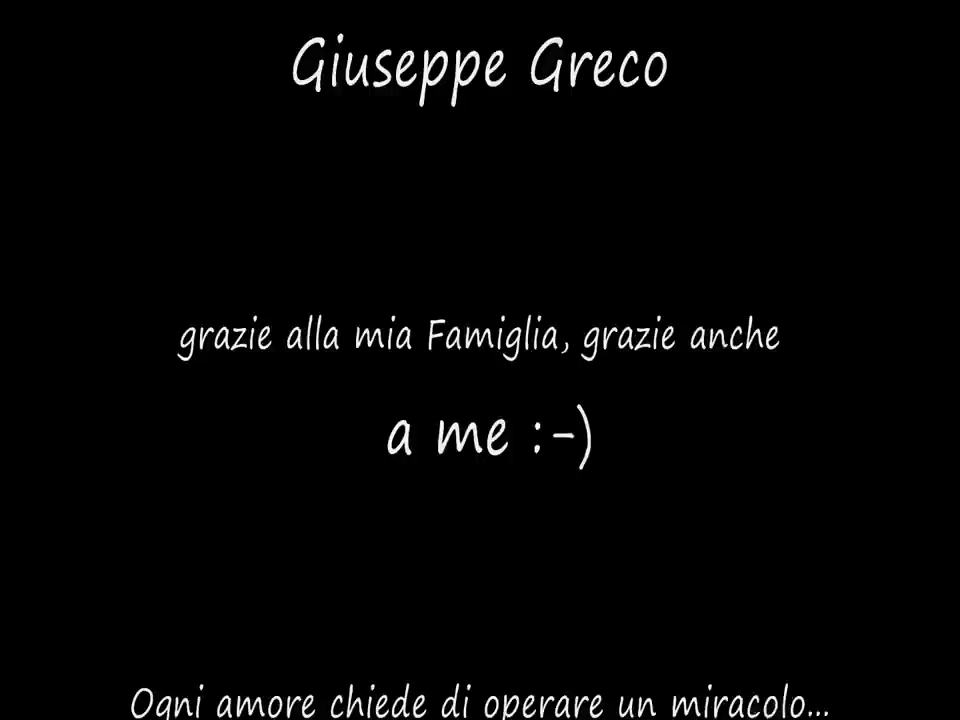 Giuseppe Greco
grazie alla mia Famiglia, grazie anche
a me :-)
Ogni amore chiede di operare un miracolo...